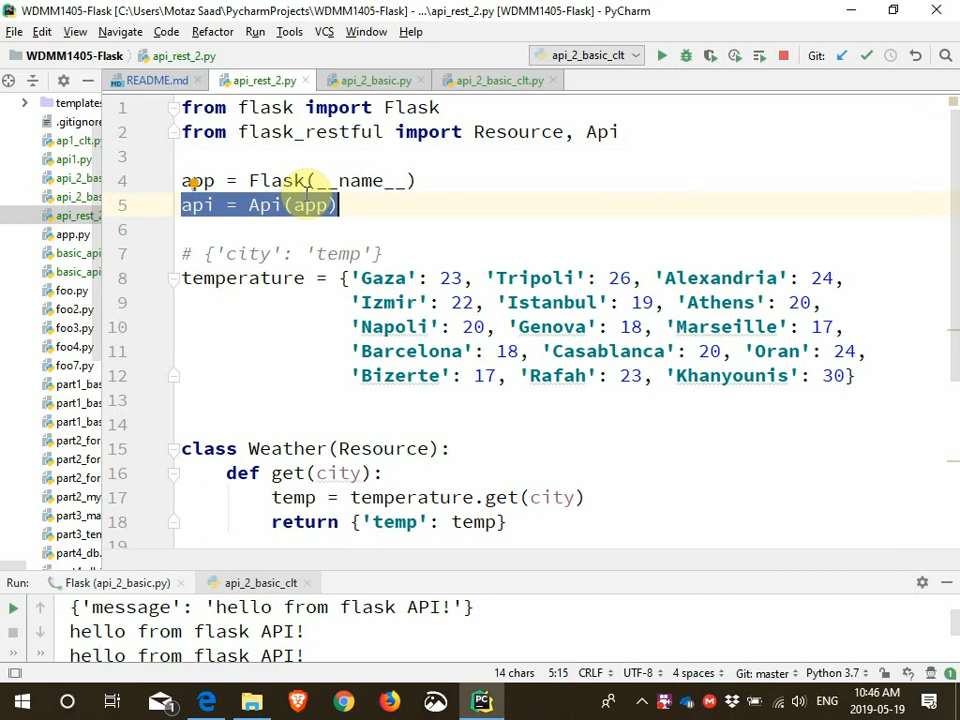 WDMM1405-Flask [C:\Users\Motaz Saad\PycharmProjects\WDMM1405-Flask] - ...\api_rest_2.py [WDMM1405-Flask] - PyCharm
File Edit View Navigate Code Refactor Run Tools VCS Window Help
WDMM1405-Flask api_rest_2.py api_2_basic_clt Git:
README.md api_rest_2.py api_2_basic.py api_2_basic_clt.py
templates
.gitignore
ap1_clt.py
api1.py
api_2_ba
api_2_ba
api_rest_2
app.py
basic_api
basic_api
foo.py
foo2.py
foo3.py
foo4.py
foo7.py
part1_bas
part1_bas
part2_for
part2_for
part2_for
part2_my
part3_ma
part3_ten
part4_db.
1 from flask import Flask
2 from flask_restful import Resource, Api
3
4 app = Flask(__name__)
5 api = Api(app)
6
7 # {'city': 'temp'}
8 temperature = {'Gaza': 23, 'Tripoli': 26, 'Alexandria': 24,
9 'Izmir': 22, 'Istanbul': 19, 'Athens': 20,
10 'Napoli': 20, 'Genova': 18, 'Marseille': 17,
11 'Barcelona': 18, 'Casablanca': 20, 'Oran': 24,
12 'Bizerte': 17, 'Rafah': 23, 'Khanyounis': 30}
13
14
15 class Weather(Resource):
16 def get(city):
17 temp = temperature.get(city)
18 return {'temp': temp}
19
Run: Flask (api_2_basic.py) api_2_basic_clt
{'message': 'hello from flask API!'}
hello from flask API!
hello from flask API!
14 chars 5:15 CRLF UTF-8 4 spaces Git: master Python 3.7
ENG 10:46 AM
2019-05-19